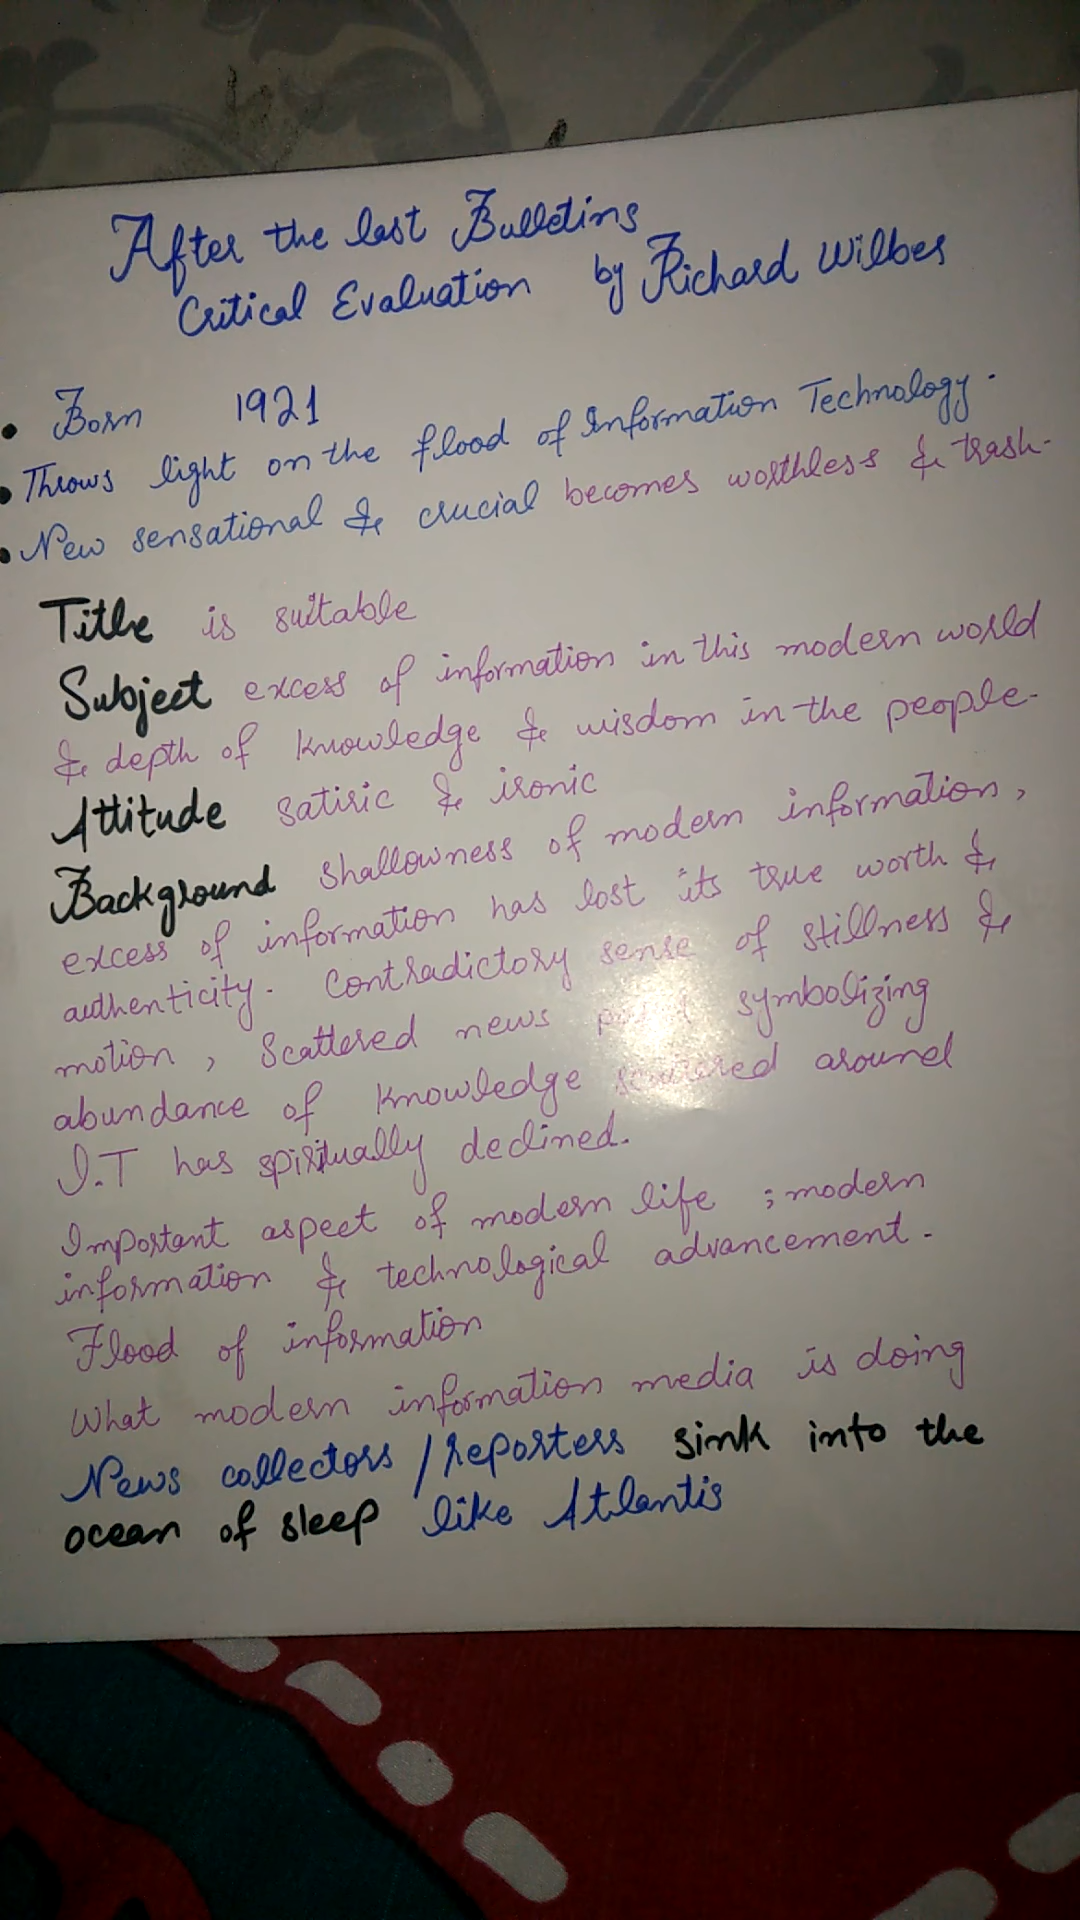 After the last Bulletins
Critical Evaluation by Richard Wilber
• Born 1921
• Throws light on the flood of Information Technology.
• New sensational & crucial becomes worthless & trash.
Title is suitable
Subject excess of information in this modern world
& depth of knowledge & wisdom in the people.
Attitude satiric & ironic
Background shallowness of modern information,
excess of information has lost its true worth &
authenticity. Contradictory sense of stillness &
motion, Scattered news symbolizing
abundance of knowledge around
I.T has spiritually declined.
Important aspect of modern life ; modern
information & technological advancement.
Flood of information
What modern information media is doing
News collectors / reporters sink into the
ocean of sleep like Atlantis